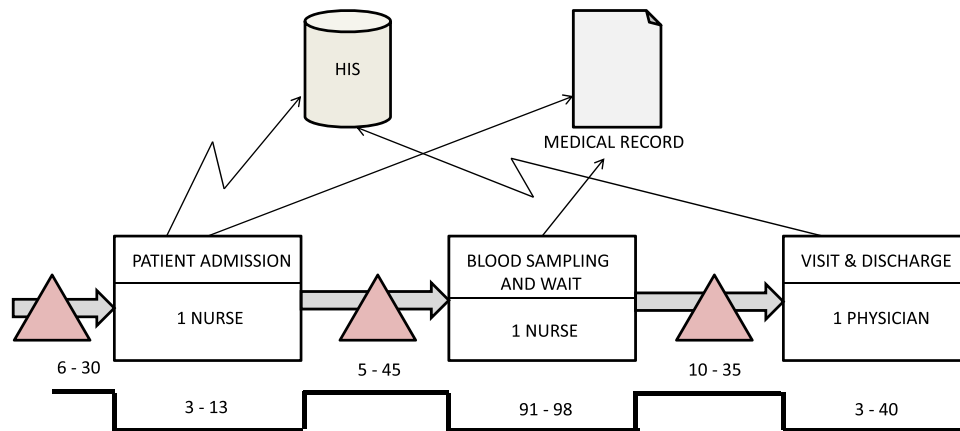 HIS
MEDICAL RECORD
PATIENT ADMISSION
1 NURSE
BLOOD SAMPLING
AND WAIT
1 NURSE
VISIT & DISCHARGE
1 PHYSICIAN
6 - 30
5 - 45
10 - 35
3 - 13
91 - 98
3 - 40